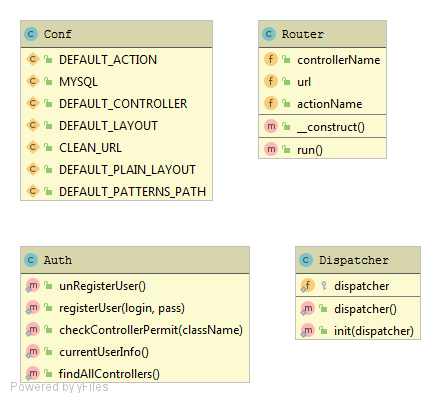 Conf
DEFAULT_ACTION
MYSQL
DEFAULT_CONTROLLER
DEFAULT_LAYOUT
CLEAN_URL
DEFAULT_PLAIN_LAYOUT
DEFAULT_PATTERNS_PATH
Router
controllerName
url
actionName
__construct()
run()
Auth
unRegisterUser()
registerUser(login, pass)
checkControllerPermit(className)
currentUserInfo()
findAllControllers()
Dispatcher
dispatcher
dispatcher()
init(dispatcher)
Powered by yFiles